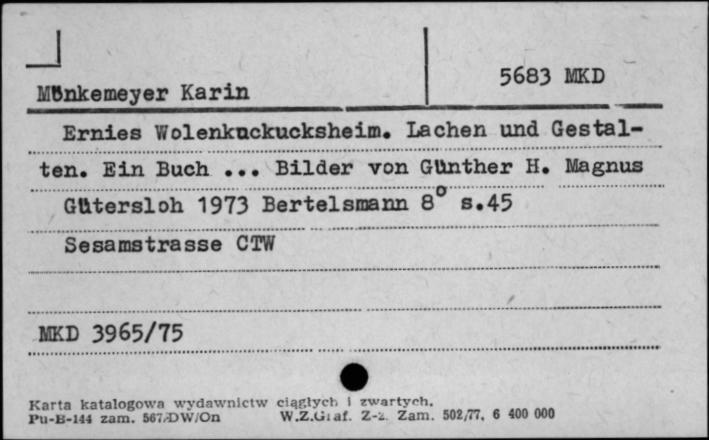 5683 MKD
Münkemeyer Karin
Ernies Wolenkuckucksheim. Lachen und Gestal-
ten. Ein Buch ... Bilder von Günther H. Magnus
Gütersloh 1973 Bertelsmann 8° s.45
Sesamstrasse CTW
MKD 3965/75
Karta katalogowa wydawnictw ciągłych i zwartych.
Pu-B-144 zam. 567/DW/On W.Z.Graf. Z-z. Zam. 502/77, 6 400 000